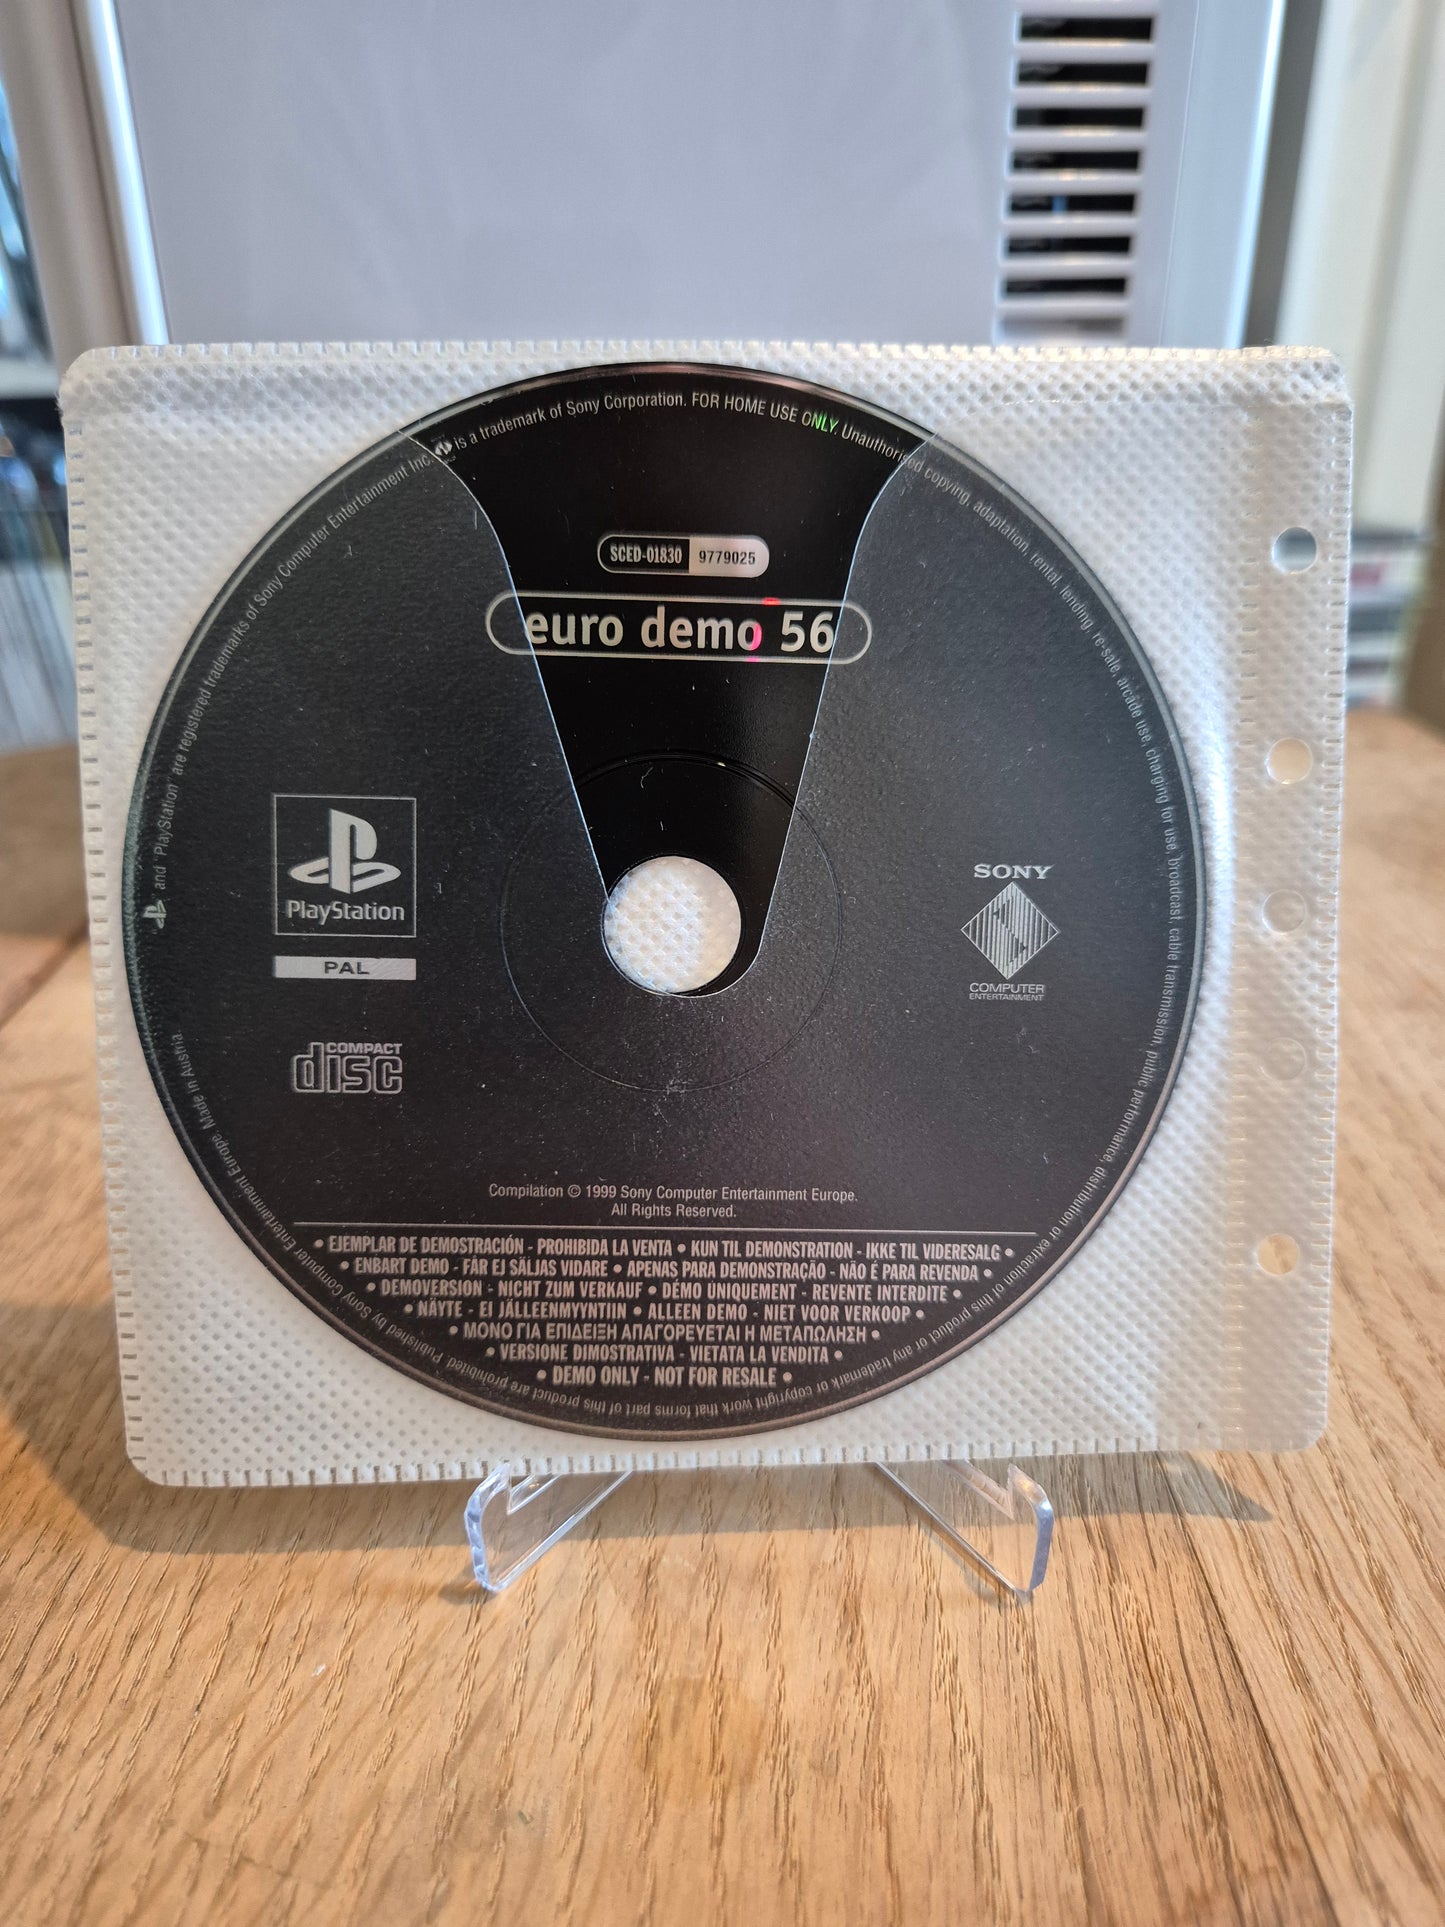 SCED-01830 9779025
euro demo 56
PlayStation
PAL
COMPACT
disc
SONY
COMPUTER
ENTERTAINMENT
Compilation © 1999 Sony Computer Entertainment Europe.
All Rights Reserved.
• EJEMPLAR DE DEMOSTRACIÓN - PROHIBIDA LA VENTA • KUN TIL DEMONSTRATION - IKKE TIL VIDERESALG •
• ENBART DEMO - FÅR EJ SÄLJAS VIDARE • APENAS PARA DEMONSTRAÇÃO - NÃO É PARA REVENDA •
• DEMOVERSION - NICHT ZUM VERKAUF • DÉMO UNIQUEMENT - REVENTE INTERDITE •
• NÄYTE - EI JÄLLEENMYYNTIIN • ALLEEN DEMO - NIET VOOR VERKOOP •
• ΜΟΝΟ ΓΙΑ ΕΠΙΔΕΙΞΗ ΑΠΑΓΟΡΕΥΕΤΑΙ Η ΜΕΤΑΠΩΛΗΣΗ •
• VERSIONE DIMOSTRATIVA - VIETATA LA VENDITA •
• DEMO ONLY - NOT FOR RESALE •
and "PlayStation" are registered trademarks of Sony Computer Entertainment Inc. is a trademark of Sony Corporation. FOR HOME USE ONLY. Unauthorised copying, adaptation, rental, lending, re-sale, arcade use, charging for use, broadcast, cable transmission, public performance, distribution or extraction of this product or any trademark or copyright work that forms part of this product are prohibited. Published by Sony Computer Entertainment Europe. Made in Austria.